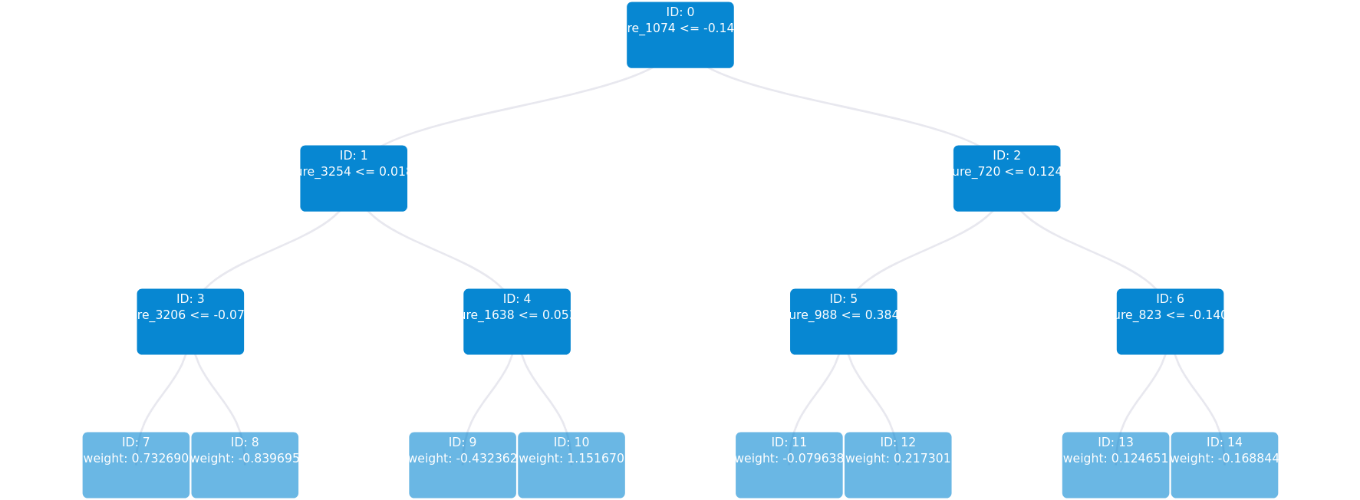 ID: 0
re_1074 <= -0.14
ID: 1
ure_3254 <= 0.018
ID: 2
ure_720 <= 0.124
ID: 3
re_3206 <= -0.07
ID: 4
ure_1638 <= 0.053
ID: 5
ure_988 <= 0.384
ID: 6
ure_823 <= -0.140
ID: 7
weight: 0.732690
ID: 8
weight: -0.839695
ID: 9
weight: -0.432362
ID: 10
weight: 1.151670
ID: 11
weight: -0.079638
ID: 12
weight: 0.217301
ID: 13
weight: 0.124651
ID: 14
weight: -0.168844